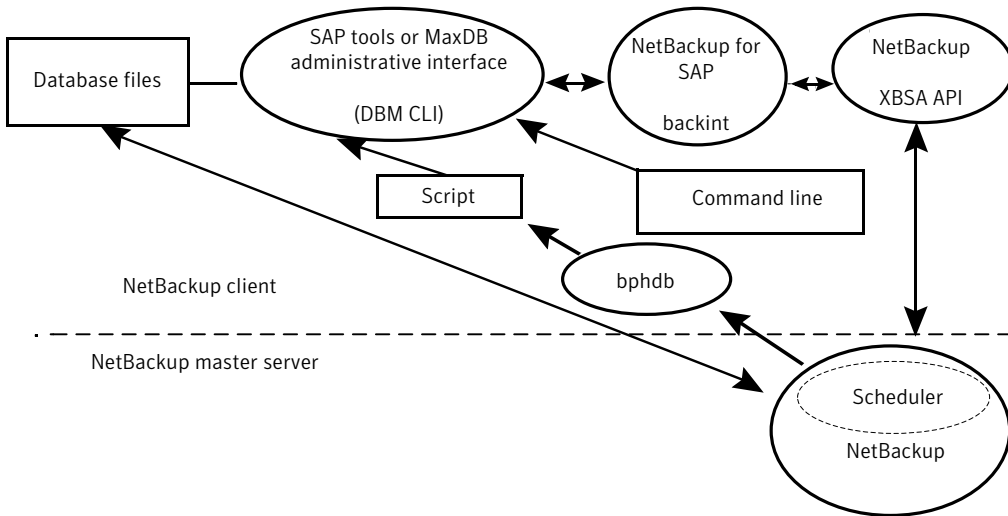 Database files
SAP tools or MaxDB
administrative interface
(DBM CLI)
NetBackup for
SAP
backint
NetBackup
XBSA API
Script
Command line
bphdb
NetBackup client
NetBackup master server
Scheduler
NetBackup